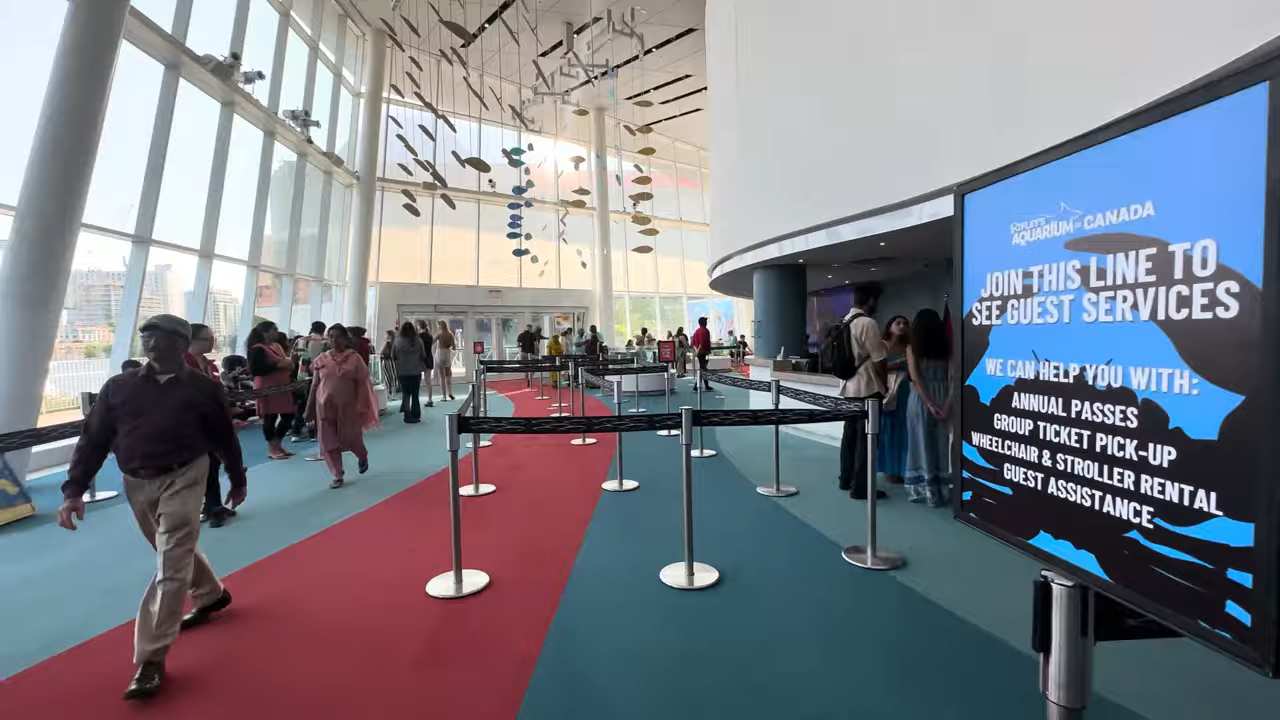 RIPLEY'S
AQUARIUM OF CANADA
JOIN THIS LINE TO
SEE GUEST SERVICES
WE CAN HELP YOU WITH:
ANNUAL PASSES
GROUP TICKET PICK-UP
WHEELCHAIR & STROLLER RENTAL
GUEST ASSISTANCE